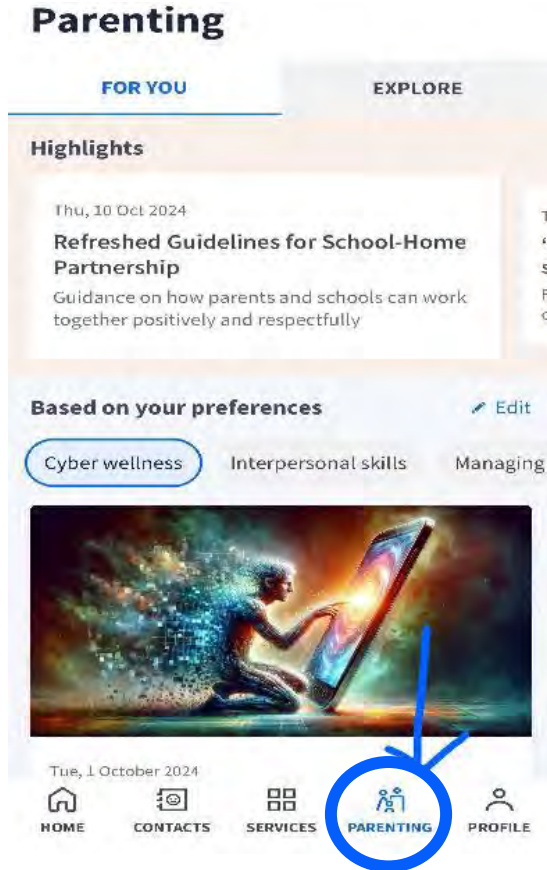 Parenting
FOR YOU EXPLORE
Highlights
Thu, 10 Oct 2024
Refreshed Guidelines for School-Home
Partnership
Guidance on how parents and schools can work
together positively and respectfully
Based on your preferences Edit
Cyber wellness Interpersonal skills Managing
Tue, 1 October 2024
HOME CONTACTS SERVICES PARENTING PROFILE